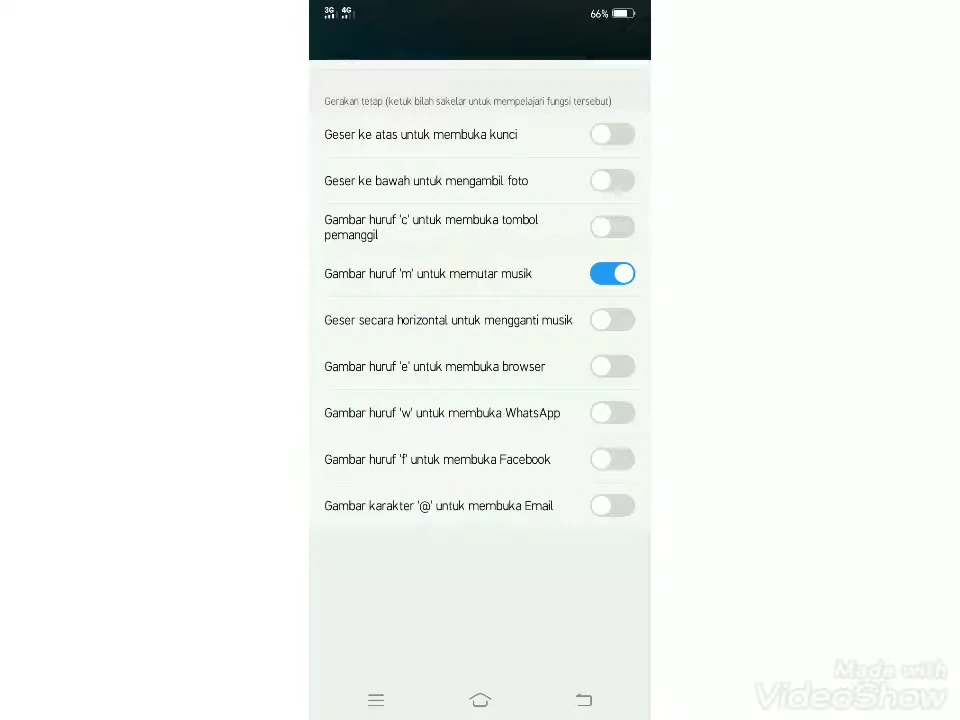 3G 4G
66%
Gerakan tetap (ketuk bilah sakelar untuk mempelajari fungsi tersebut)
Geser ke atas untuk membuka kunci
Geser ke bawah untuk mengambil foto
Gambar huruf 'c' untuk membuka tombol
pemanggil
Gambar huruf 'm' untuk memutar musik
Geser secara horizontal untuk mengganti musik
Gambar huruf 'e' untuk membuka browser
Gambar huruf 'w' untuk membuka WhatsApp
Gambar huruf 'f' untuk membuka Facebook
Gambar karakter '@' untuk membuka Email
Made with
VideoShow